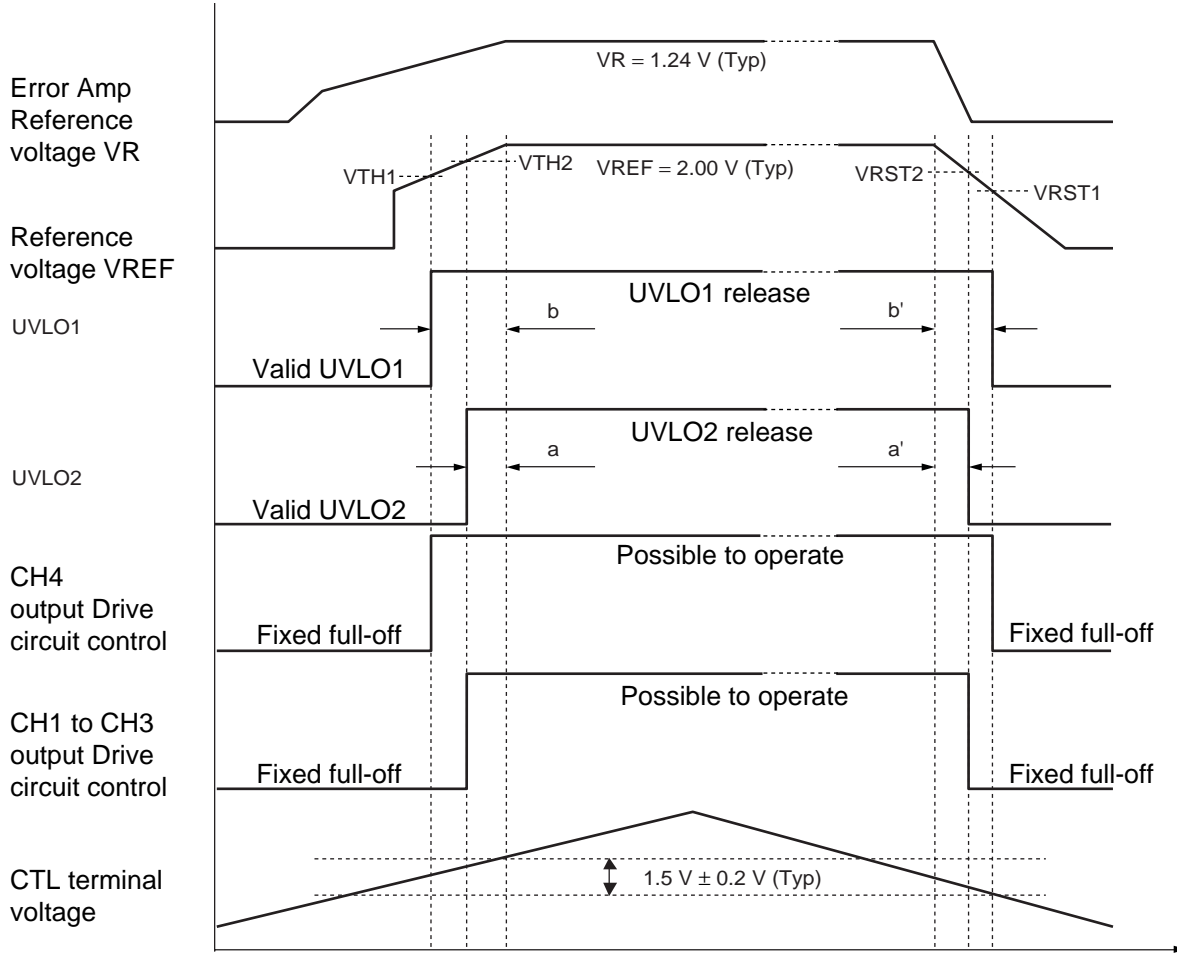 Error Amp
Reference
voltage VR
VR = 1.24 V (Typ)
VTH1
VTH2
VREF = 2.00 V (Typ)
VRST2
VRST1
Reference
voltage VREF
UVLO1
UVLO1 release
b
b'
Valid UVLO1
UVLO2
UVLO2 release
a
a'
Valid UVLO2
CH4
output Drive
circuit control
Possible to operate
Fixed full-off
Fixed full-off
CH1 to CH3
output Drive
circuit control
Possible to operate
Fixed full-off
Fixed full-off
CTL terminal
voltage
1.5 V ± 0.2 V (Typ)